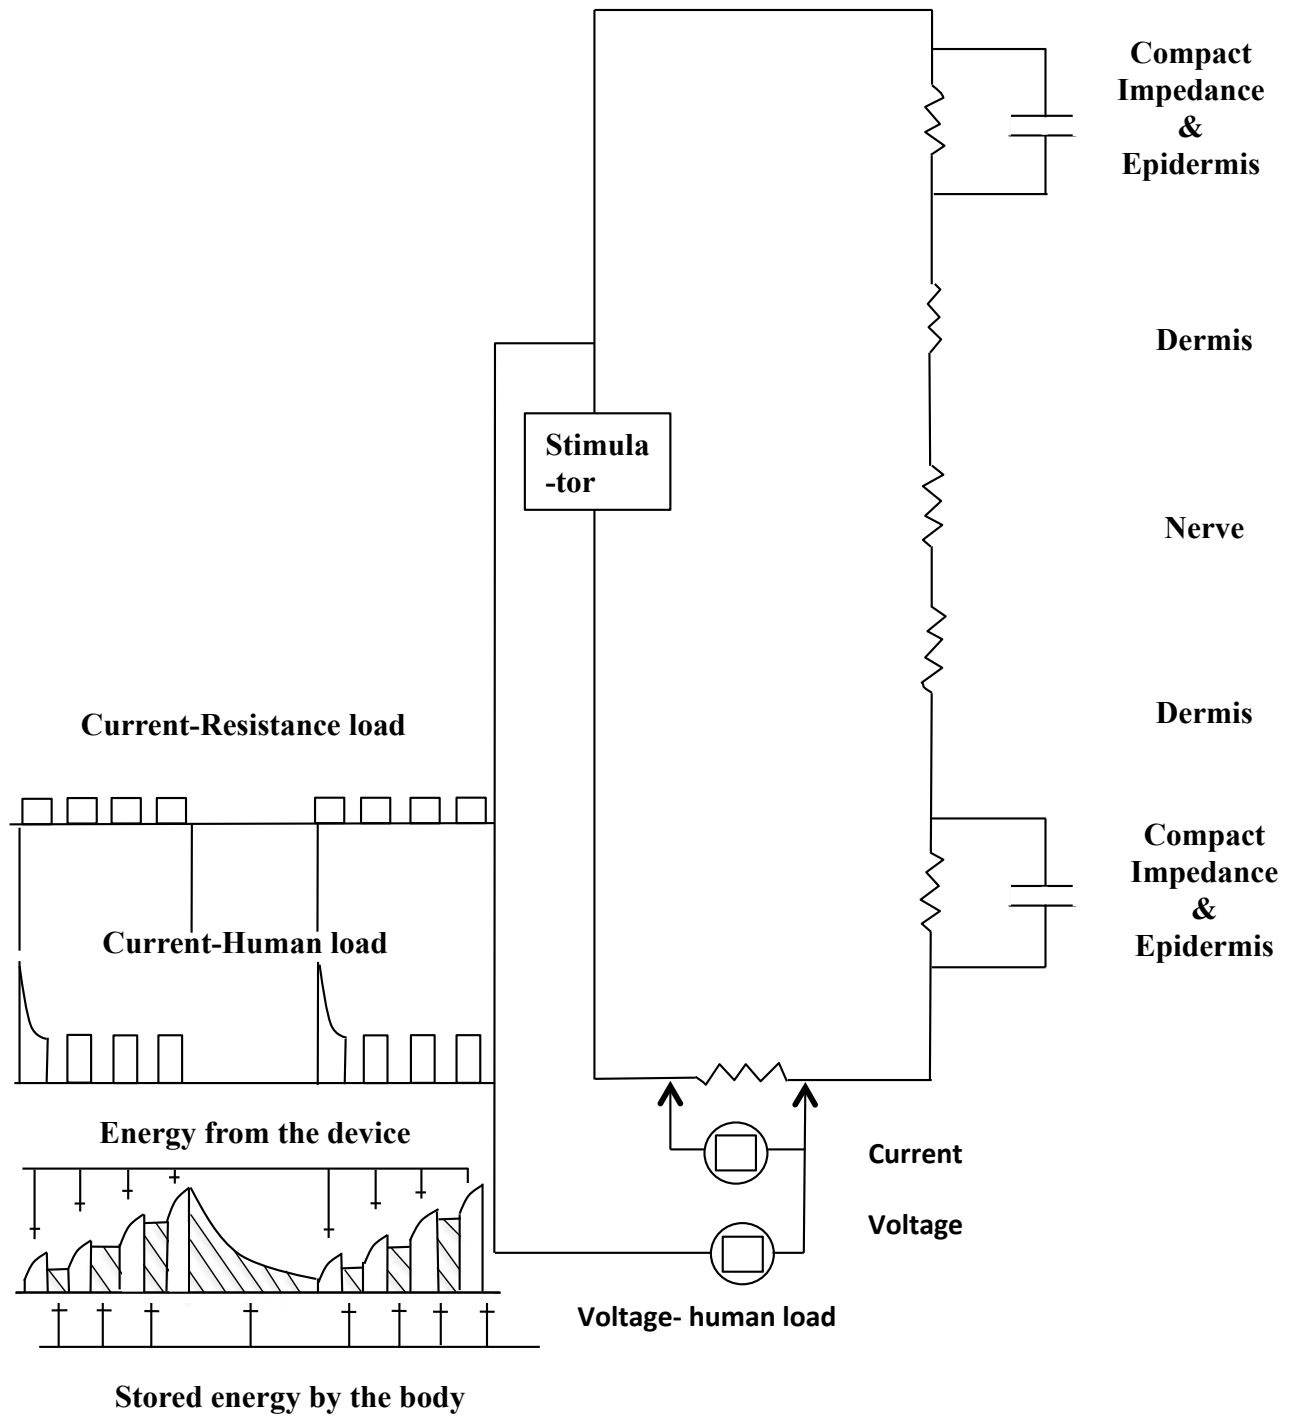 Compact
Impedance
&
Epidermis
Dermis
Stimula
-tor
Nerve
Dermis
Current-Resistance load
Compact
Impedance
&
Epidermis
Current-Human load
Energy from the device
Current
Voltage
Voltage- human load
Stored energy by the body